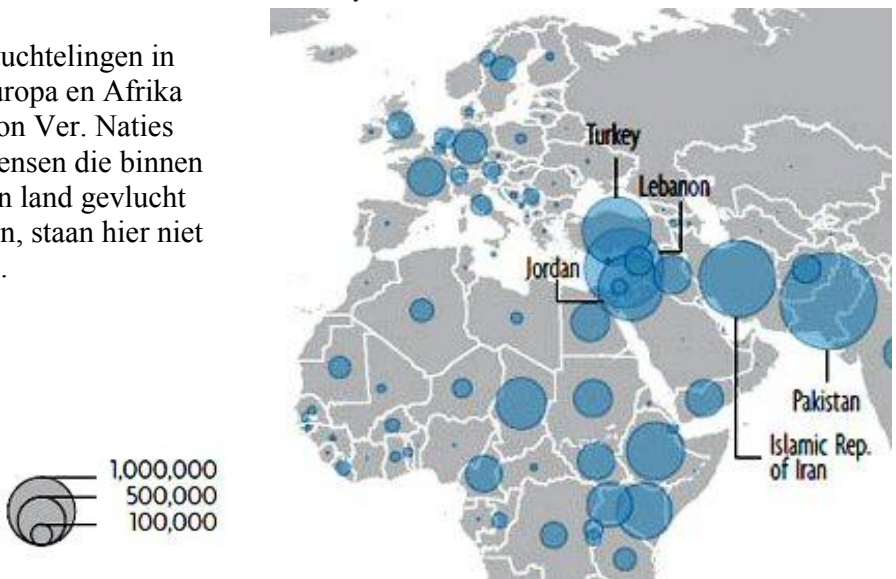 uchtelingen in
uropa en Afrika
on Ver. Naties
ensen die binnen
n land gevlucht
n, staan hier niet
.
Turkey
Lebanon
Jordan
Pakistan
Islamic Rep.
of Iran
1,000,000
500,000
100,000